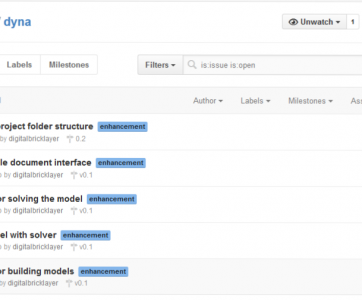 / dyna
Unwatch 1
Labels Milestones Filters is:issue is:open
Author Labels Milestones
roject folder structure enhancement
by digitalbricklayer 0.2
le document interface enhancement
by digitalbricklayer v0.1
or solving the model enhancement
by digitalbricklayer v0.1
el with solver enhancement
by digitalbricklayer v0.1
or building models enhancement
by digitalbricklayer v0.1